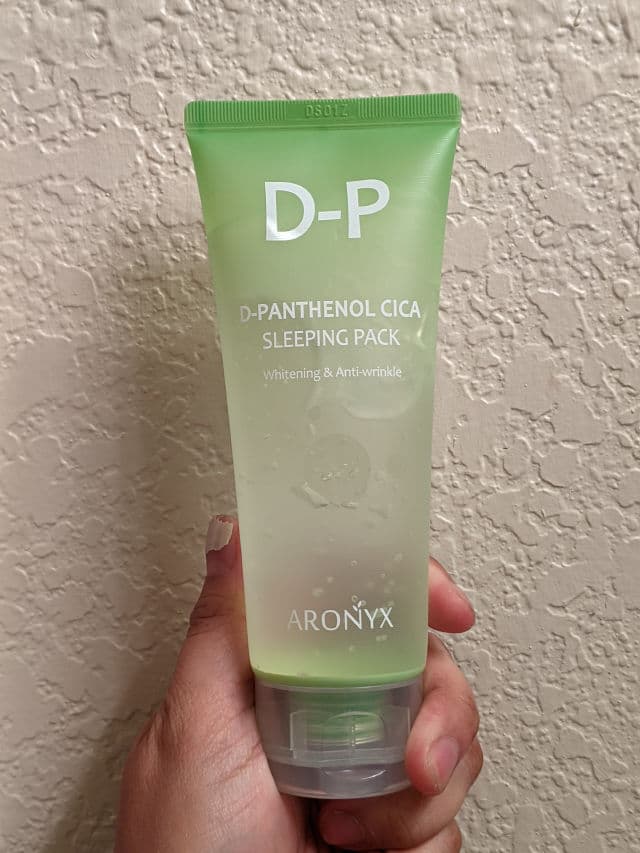 DS01Z
D-P
D-PANTHENOL CICA
SLEEPING PACK
Whitening & Anti-wrinkle
ARONYX